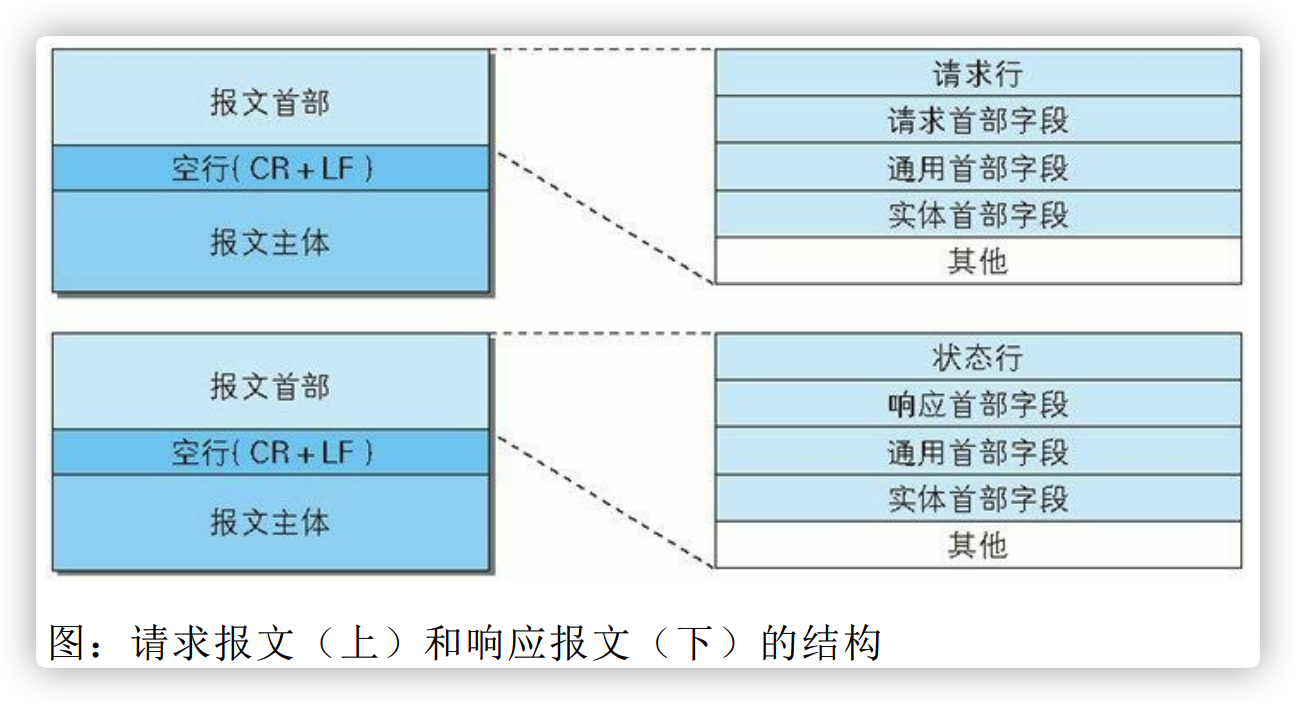 报文首部
空行( CR + LF )
报文主体
请求行
请求首部字段
通用首部字段
实体首部字段
其他
报文首部
空行( CR + LF )
报文主体
状态行
响应首部字段
通用首部字段
实体首部字段
其他
图：请求报文（上）和响应报文（下）的结构